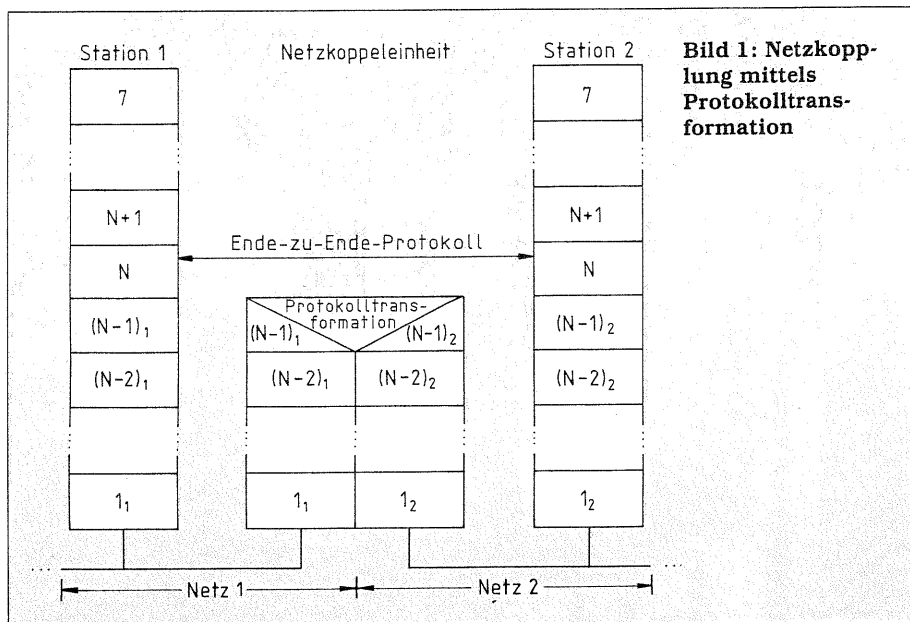 Station 1
Netzkoppeleinheit
Station 2
Bild 1: Netzkopp-
lung mittels
Protokolltrans-
formation
7
7
N+1
N+1
Ende-zu-Ende-Protokoll
N
N
Protokolltrans-
formation
(N-1)₁
(N-1)₁
(N-1)₂
(N-1)₂
(N-2)₁
(N-2)₁
(N-2)₂
(N-2)₂
1₁
1₁
1₂
1₂
Netz 1
Netz 2